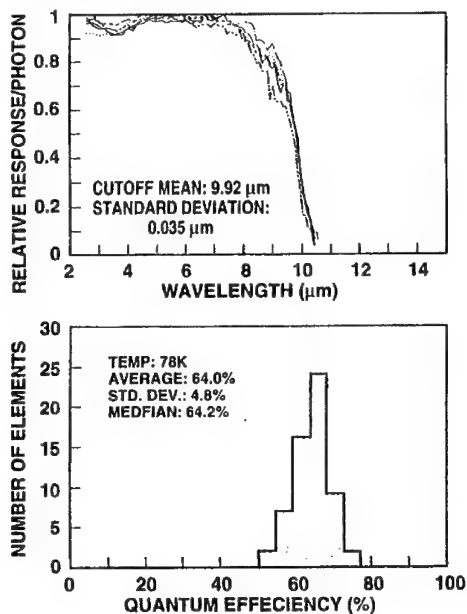 RELATIVE RESPONSE/PHOTON
1
0.8
0.6
0.4
0.2
0
CUTOFF MEAN: 9.92 μm
STANDARD DEVIATION:
0.035 μm
2 4 6 8 10 12 14
WAVELENGTH (μm)
NUMBER OF ELEMENTS
30
25
20
15
10
5
0
TEMP: 78K
AVERAGE: 64.0%
STD. DEV.: 4.8%
MEDFIAN: 64.2%
0 20 40 60 80 100
QUANTUM EFFECIENCY (%)